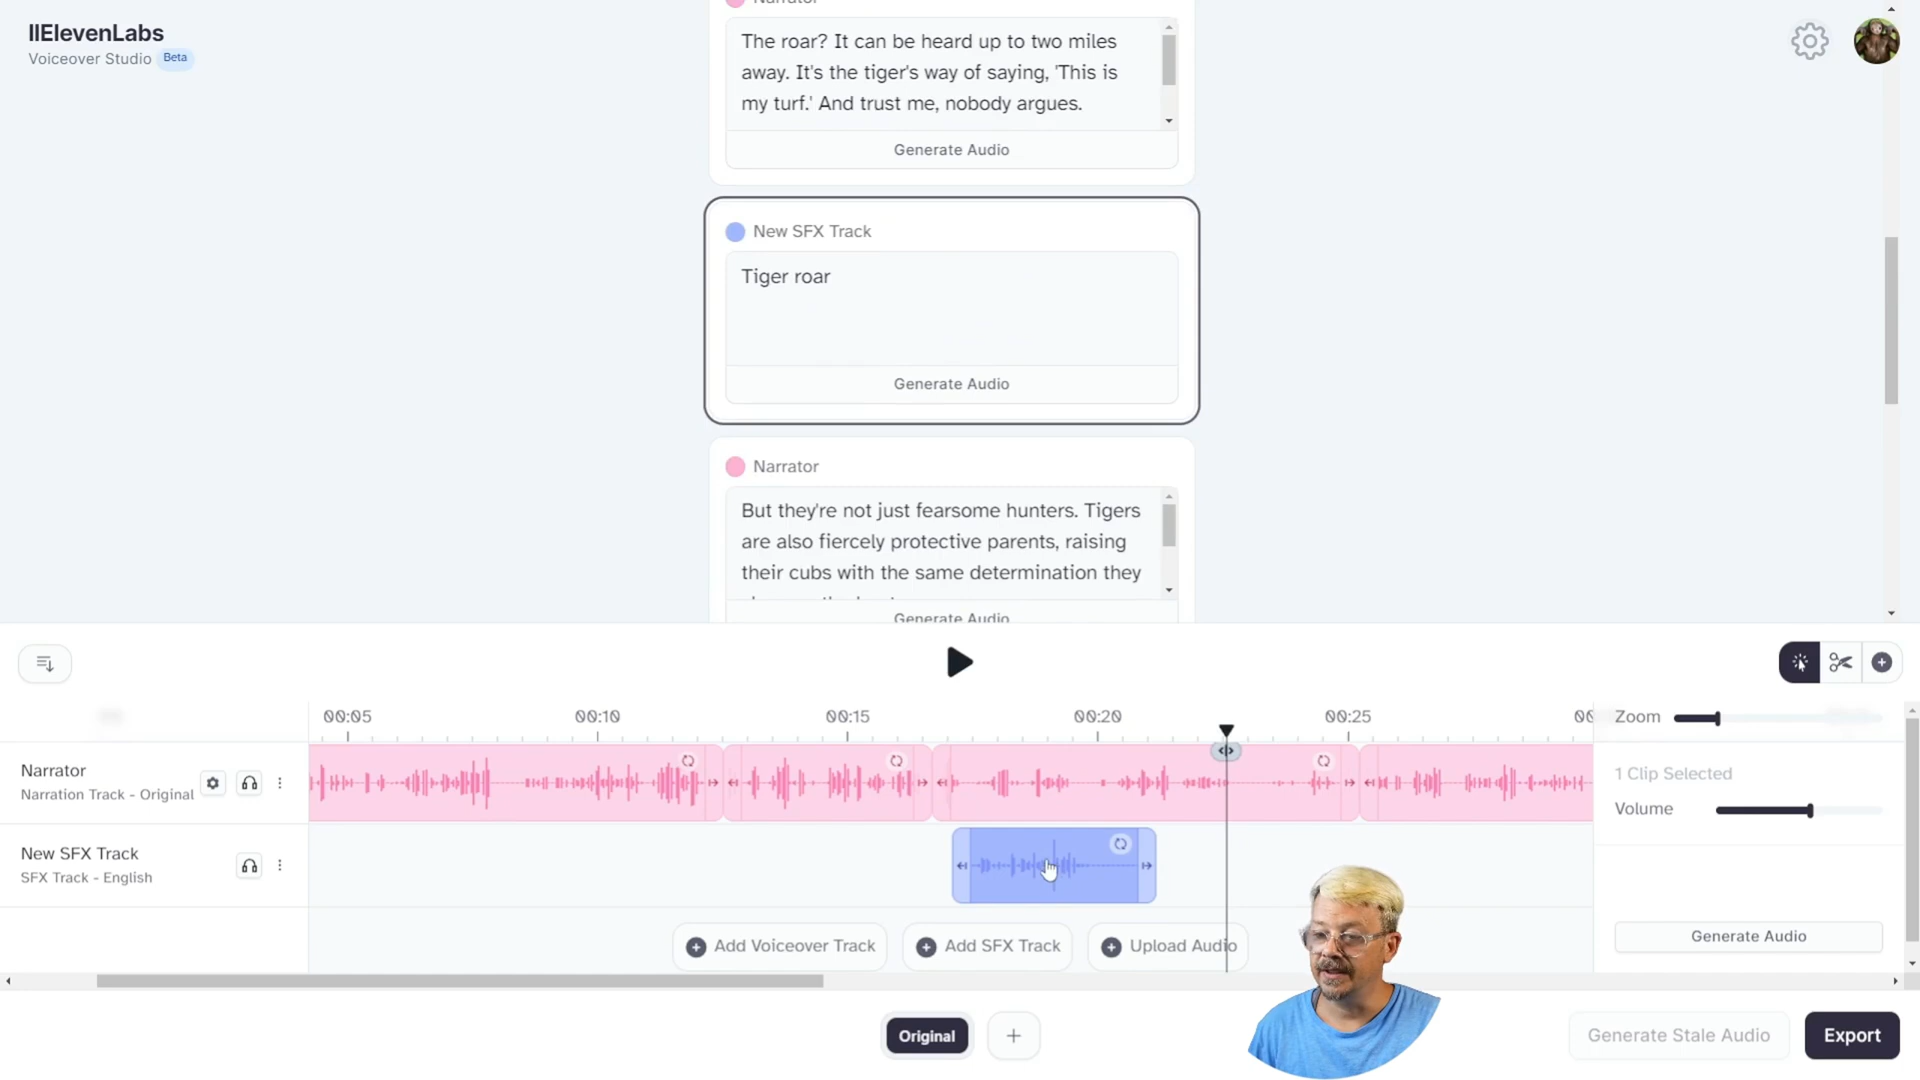 IIElevenLabs
Voiceover Studio Beta
Narrator
The roar? It can be heard up to two miles
away. It's the tiger's way of saying, 'This is
my turf.' And trust me, nobody argues.
Generate Audio
New SFX Track
Tiger roar
Generate Audio
Narrator
But they're not just fearsome hunters. Tigers
are also fiercely protective parents, raising
their cubs with the same determination they
Generate Audio
00:05 00:10 00:15 00:20 00:25
Zoom
Narrator
Narration Track - Original
1 Clip Selected
Volume
New SFX Track
SFX Track - English
Generate Audio
Add Voiceover Track Add SFX Track Upload Audio
Original
Generate Stale Audio
Export